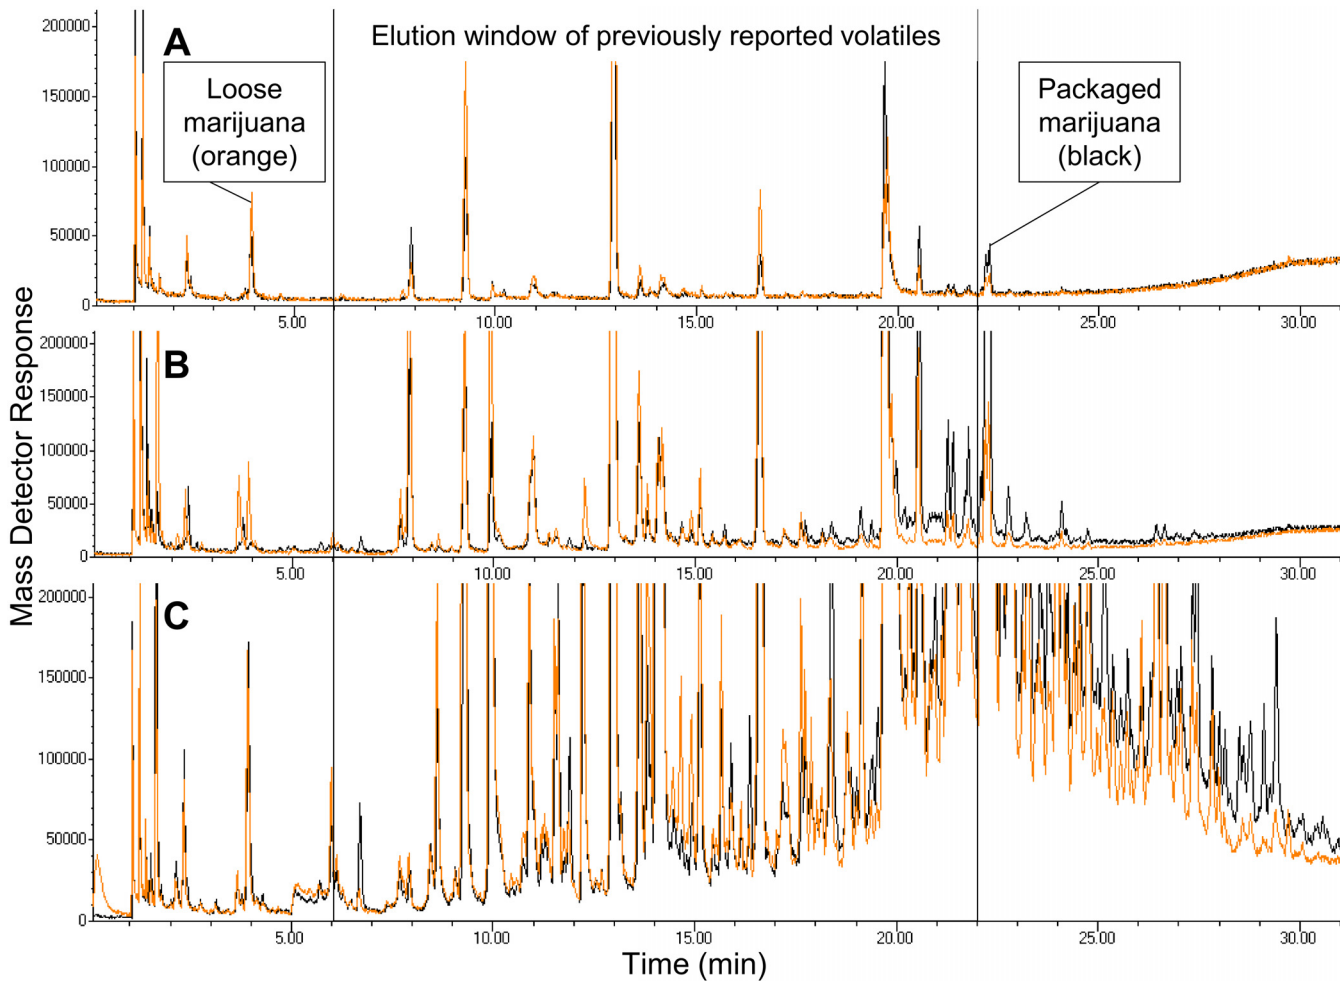 Mass Detector Response
A
Elution window of previously reported volatiles
Loose
marijuana
(orange)
Packaged
marijuana
(black)
200000
150000
100000
50000
0
5.00 10.00 15.00 20.00 25.00 30.00
B
200000
150000
100000
50000
0
5.00 10.00 15.00 20.00 25.00 30.00
C
200000
150000
100000
50000
0
5.00 10.00 15.00 20.00 25.00 30.00
Time (min)